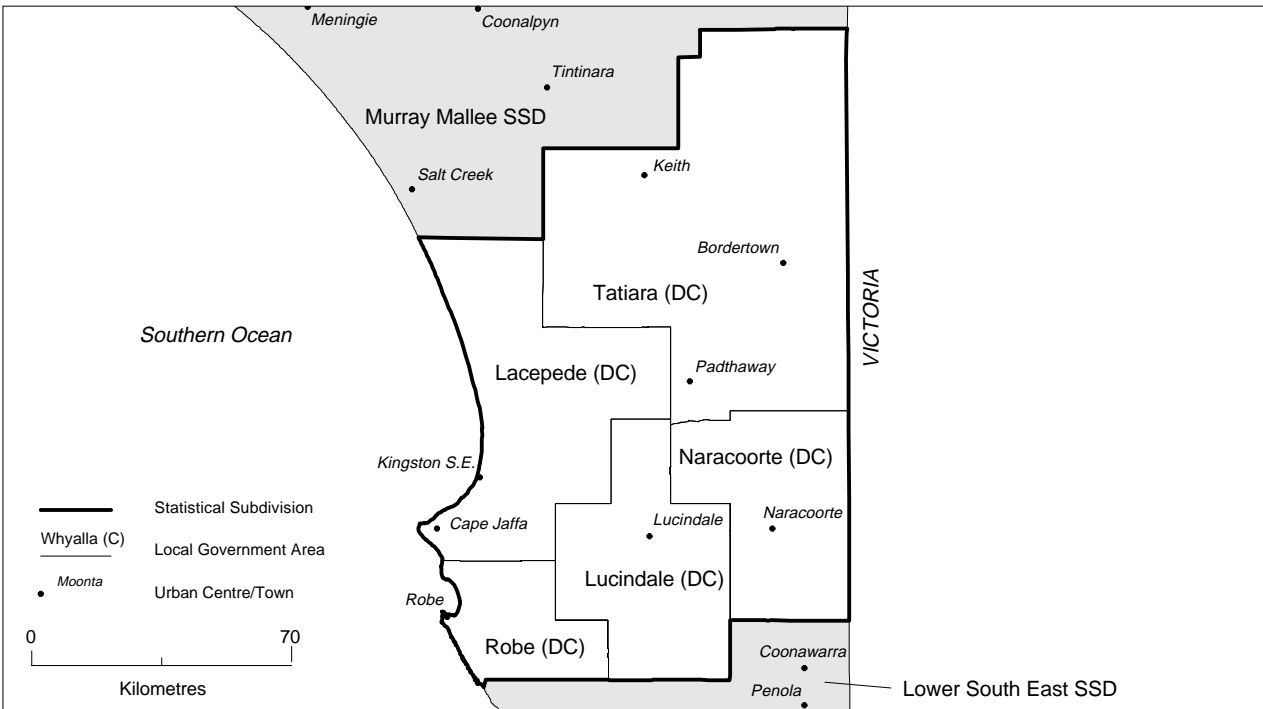 Meningie
Coonalpyn
Tintinara
Murray Mallee SSD
Salt Creek
Keith
Bordertown
Tatiara (DC)
VICTORIA
Southern Ocean
Lacepede (DC)
Padthaway
Kingston S.E.
Naracoorte (DC)
Cape Jaffa
Lucindale
Naracoorte
Lucindale (DC)
Robe
Robe (DC)
Coonawarra
Penola
Lower South East SSD
Statistical Subdivision
Whyalla (C)
Local Government Area
Moonta
Urban Centre/Town
0 70
Kilometres